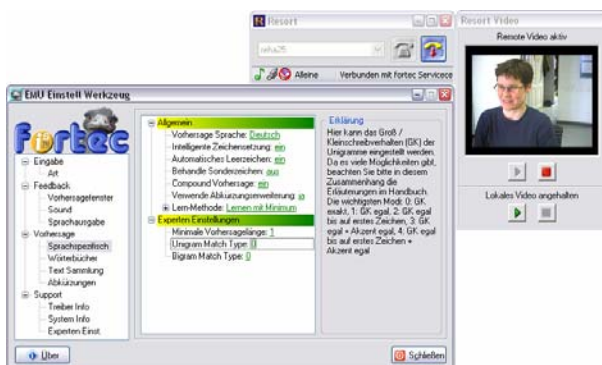 Resort
Resort Video
Remote Video aktiv
Alleine
Verbunden mit fortec Servicece
Lokales Video angehalten
EMU Einstell Werkzeug
Fortec
Eingabe
Art
Feedback
Vorhersagefenster
Sound
Sprachausgabe
Vorhersage
Sprachspezifisch
Wörterbücher
Text Sammlung
Abkürzungen
Support
Treiber Info
System Info
Experten Einst.
Allgemein
Vorhersage Sprache: Deutsch
Intelligente Zeichensetzung: ein
Automatisches Leerzeichen: ein
Behandle Sonderzeichen: aus
Compound Vorhersage: ein
Verwende Abkürzungserweiterung:
Lern-Methode: Lernen mit Minimum
Experten Einstellungen
Minimale Vorhersagelänge: 1
Unigram Match Type: 0
Bigram Match Type: 0
Erklärung
Hier kann das Groß /
Kleinschreibverhalten (GK) der
Unigramme eingestellt werden.
Da es viele Möglichkeiten gibt,
beachten Sie bitte in diesem
Zusammenhang die
Erläuterungen im Handbuch.
Die wichtigsten Modi: 0: GK
exakt, 1: GK egal, 2: GK egal
bis auf erstes Zeichen, 3: GK
egal + Akzent egal, 4: GK egal
bis auf erstes Zeichen +
Akzent egal
Über
Schließen